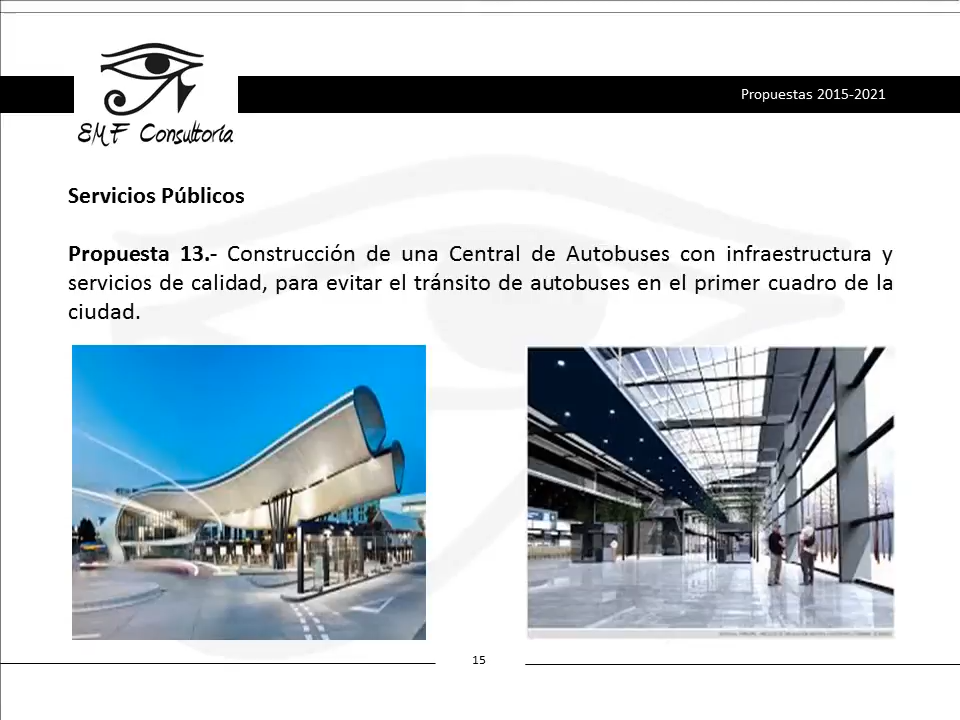 Propuestas 2015-2021
EMF Consultoría
Servicios Públicos
Propuesta 13.- Construcción de una Central de Autobuses con infraestructura y
servicios de calidad, para evitar el tránsito de autobuses en el primer cuadro de la
ciudad.
15